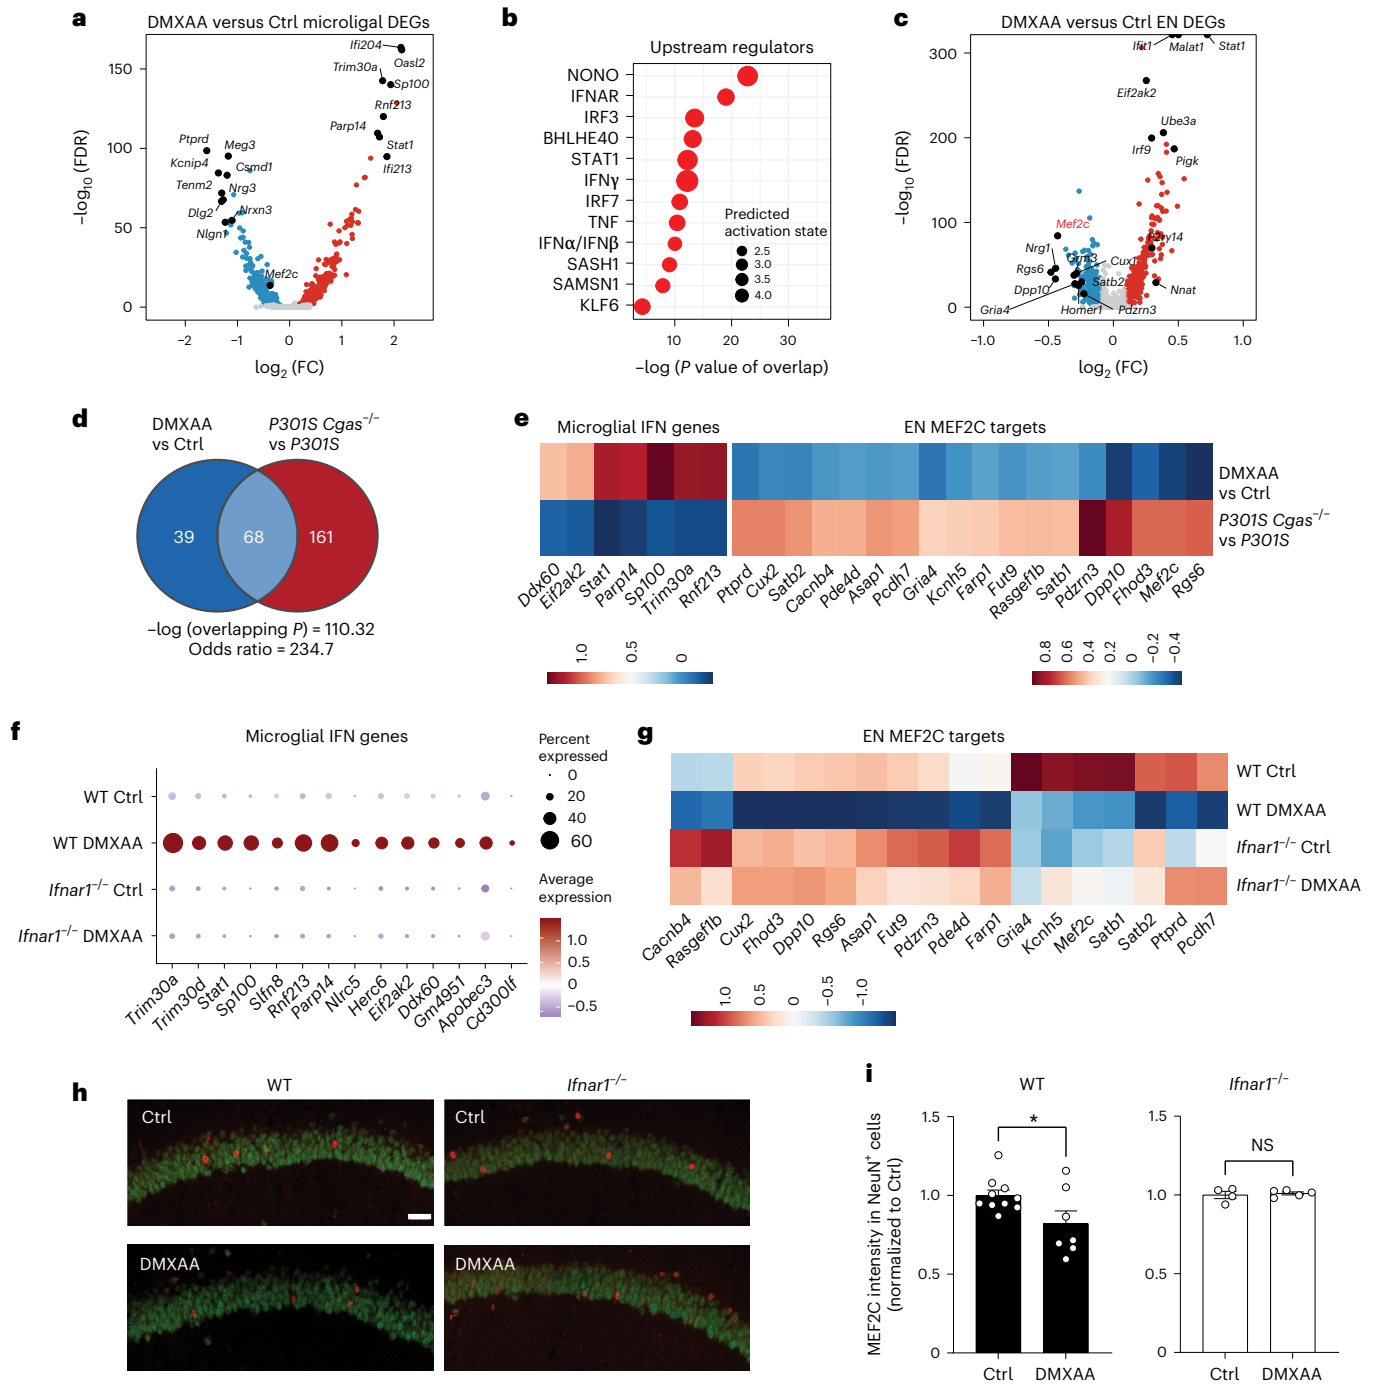 a
DMXAA versus Ctrl microligal DEGs
−log10 (FDR)
150
100
50
0
−2
−1
0
1
2
log2 (FC)
Ifi204
Oasl2
Trim30a
Sp100
Rnf213
Parp14
Stat1
Ifi213
Ptprd
Meg3
Kcnip4
Csmd1
Tenm2
Nrg3
Dlg2
Nrxn3
Nlgn1
Mef2c
b
Upstream regulators
NONO
IFNAR
IRF3
BHLHE40
STAT1
IFNγ
IRF7
TNF
IFNα/IFNβ
SASH1
SAMSN1
KLF6
Predicted
activation state
2.5
3.0
3.5
4.0
10
20
30
−log (P value of overlap)
c
DMXAA versus Ctrl EN DEGs
−log10 (FDR)
300
200
100
0
−1.0
−0.5
0
0.5
1.0
log2 (FC)
Ifit1
Malat1
Stat1
Eif2ak2
Ube3a
Irf9
Pigk
Mef2c
P2ry14
Nrg1
Grm3
Cux1
Rgs6
Satb2
Dpp10
Nnat
Gria4
Homer1
Pdzrn3
d
DMXAA
vs Ctrl
P301S Cgas−/−
vs P301S
39
68
161
−log (overlapping P) = 110.32
Odds ratio = 234.7
e
Microglial IFN genes
EN MEF2C targets
DMXAA
vs Ctrl
P301S Cgas−/−
vs P301S
Ddx60
Eif2ak2
Stat1
Parp14
Sp100
Trim30a
Rnf213
Ptprd
Cux2
Satb2
Cacnb4
Pde4d
Asap1
Pcdh7
Gria4
Kcnh5
Farp1
Fut9
Rasgef1b
Satb1
Pdzrn3
Dpp10
Fhod3
Mef2c
Rgs6
1.0
0.5
0
0.8
0.6
0.4
0.2
0
−0.2
−0.4
f
Microglial IFN genes
WT Ctrl
WT DMXAA
Ifnar1−/− Ctrl
Ifnar1−/− DMXAA
Trim30a
Trim30d
Stat1
Sp100
Slfn8
Rnf213
Parp14
Nlrc5
Herc6
Eif2ak2
Ddx60
Gm4951
Apobec3
Cd300lf
Percent
expressed
0
20
40
60
Average
expression
1.0
0.5
0
−0.5
g
EN MEF2C targets
WT Ctrl
WT DMXAA
Ifnar1−/− Ctrl
Ifnar1−/− DMXAA
Cacnb4
Rasgef1b
Cux2
Fhod3
Dpp10
Rgs6
Asap1
Fut9
Pdzrn3
Pde4d
Farp1
Gria4
Kcnh5
Mef2c
Satb1
Satb2
Ptprd
Pcdh7
1.0
0.5
0
−0.5
−1.0
h
WT
Ifnar1−/−
Ctrl
Ctrl
DMXAA
DMXAA
i
WT
Ifnar1−/−
MEF2C intensity in NeuN+ cells
(normalized to Ctrl)
1.5
1.0
0.5
0
*
Ctrl
DMXAA
1.5
1.0
0.5
0
NS
Ctrl
DMXAA